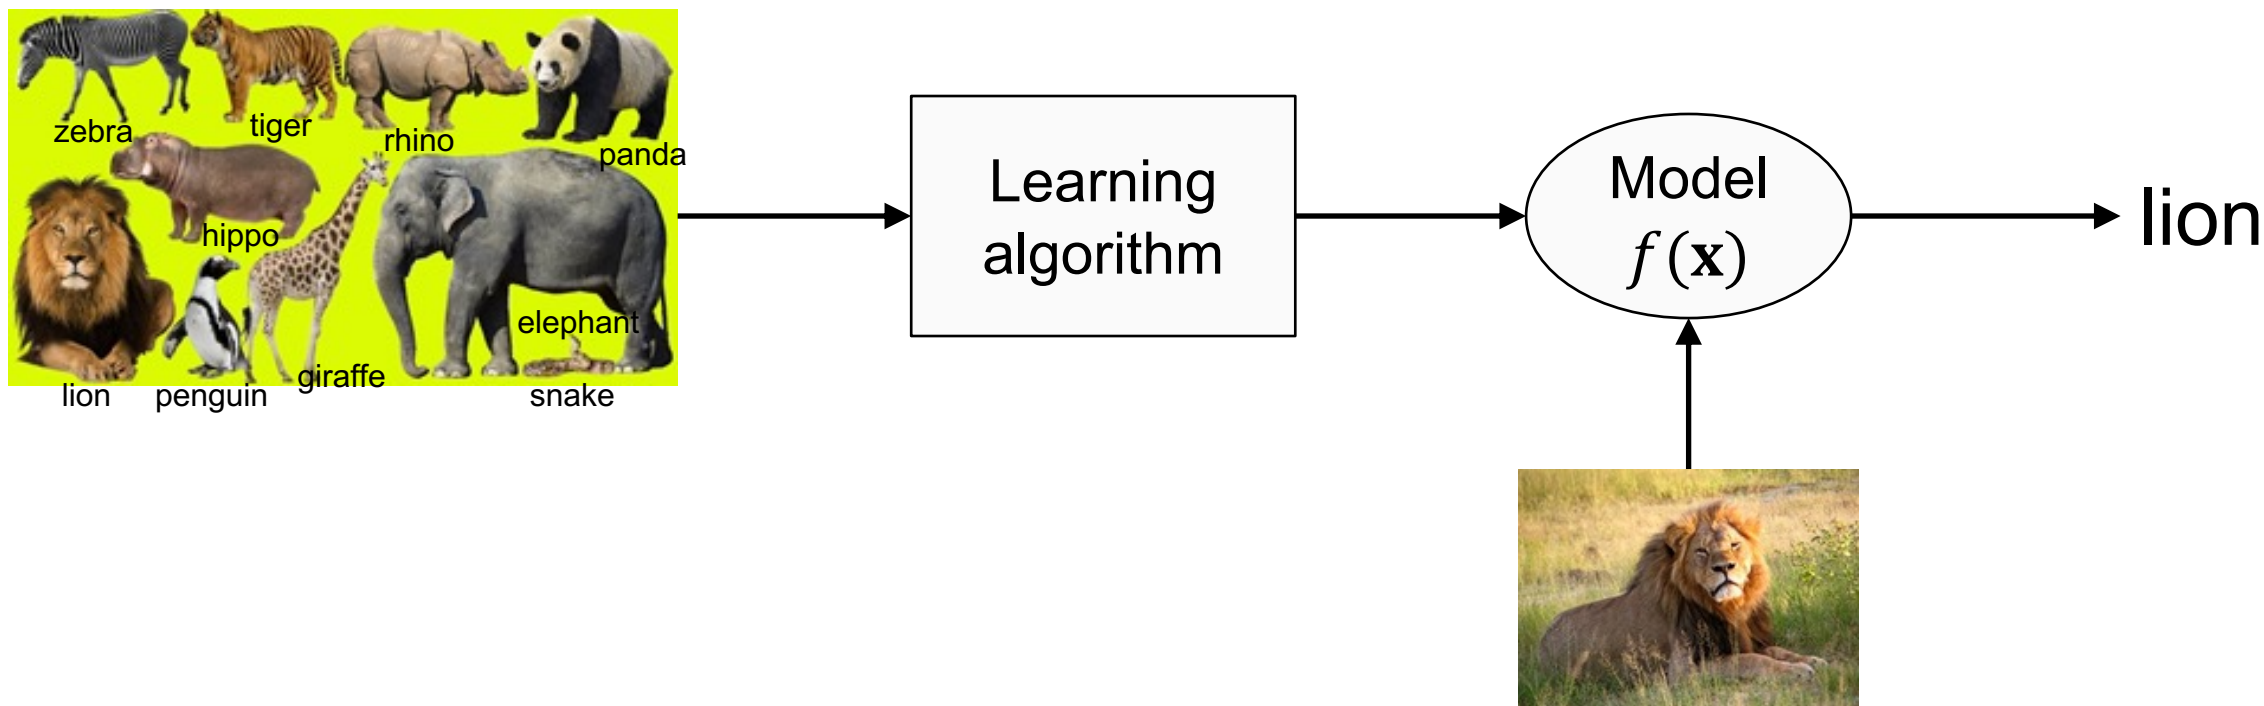 zebra
tiger
rhino
panda
hippo
elephant
giraffe
lion
penguin
snake
Learning
algorithm
Model
f(x)
lion